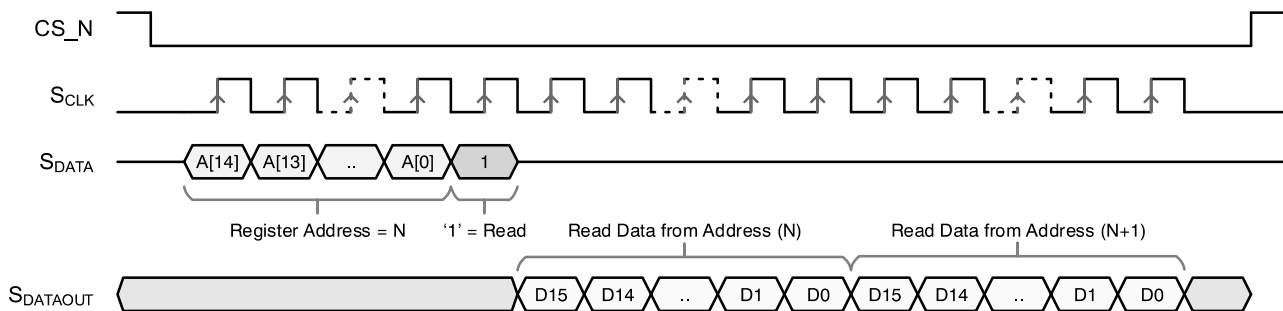 CS_N
SCLK
SDATA A[14] A[13] .. A[0] 1
Register Address = N ‘1’ = Read Read Data from Address (N) Read Data from Address (N+1)
SDATAOUT D15 D14 .. D1 D0 D15 D14 .. D1 D0